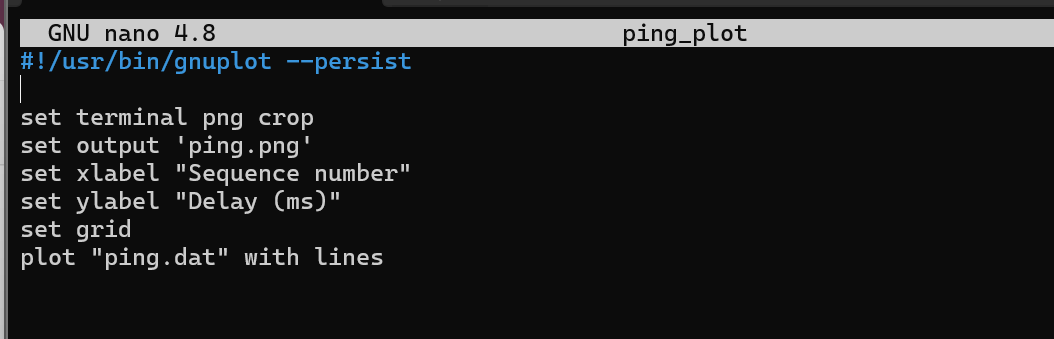 GNU nano 4.8 ping_plot
#!/usr/bin/gnuplot --persist
set terminal png crop
set output 'ping.png'
set xlabel "Sequence number"
set ylabel "Delay (ms)"
set grid
plot "ping.dat" with lines